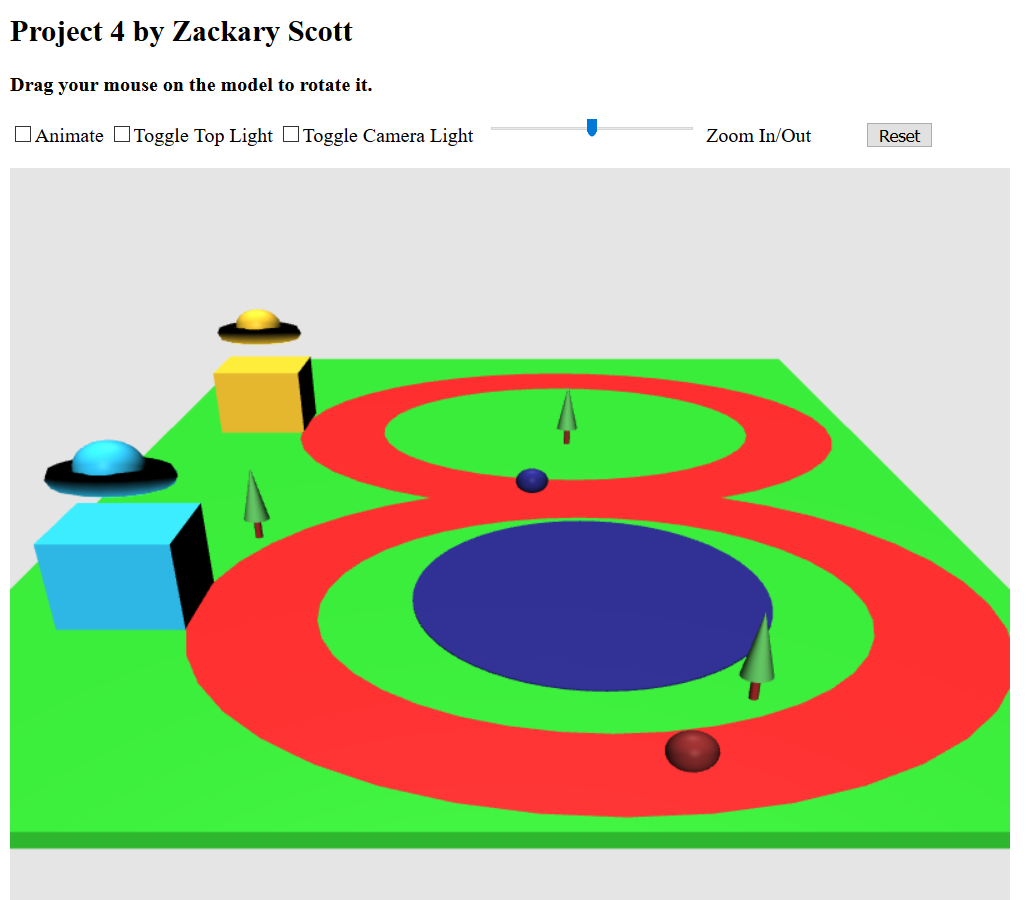 Project 4 by Zackary Scott
Drag your mouse on the model to rotate it.
Animate Toggle Top Light Toggle Camera Light Zoom In/Out Reset